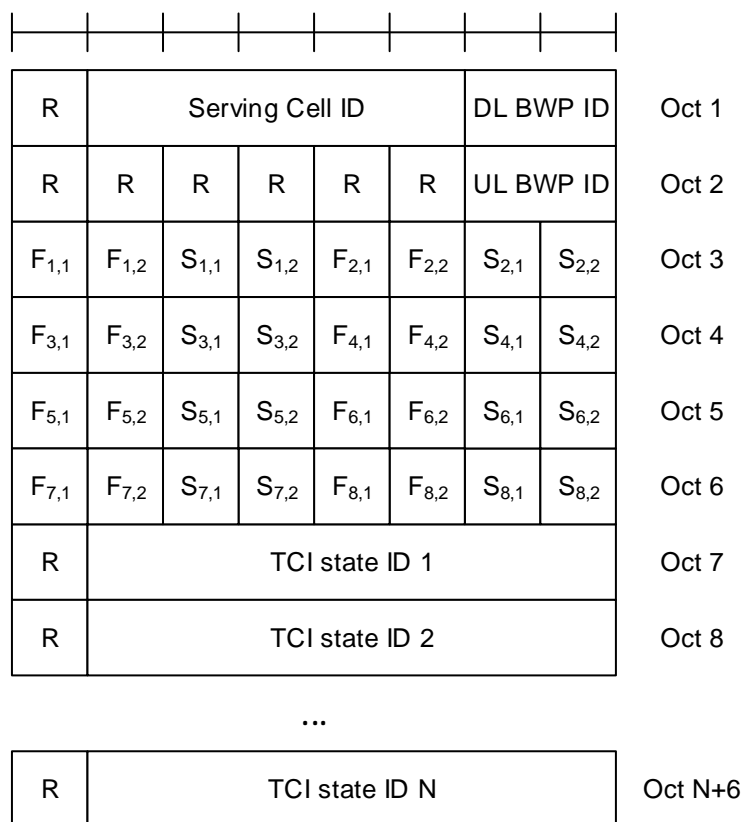 R Serving Cell ID DL BWP ID Oct 1
R R R R R R UL BWP ID Oct 2
F1,1 F1,2 S1,1 S1,2 F2,1 F2,2 S2,1 S2,2 Oct 3
F3,1 F3,2 S3,1 S3,2 F4,1 F4,2 S4,1 S4,2 Oct 4
F5,1 F5,2 S5,1 S5,2 F6,1 F6,2 S6,1 S6,2 Oct 5
F7,1 F7,2 S7,1 S7,2 F8,1 F8,2 S8,1 S8,2 Oct 6
R TCI state ID 1 Oct 7
R TCI state ID 2 Oct 8
...
R TCI state ID N Oct N+6